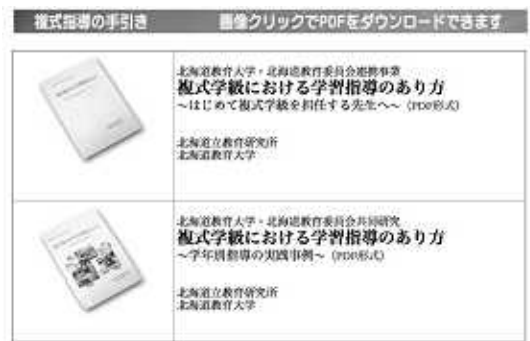 複式指導の手引き 画像クリックでPDFをダウンロードできます
北海道教育大学・北海道教育委員会連携事業
複式学級における学習指導のあり方
~はじめて複式学級を担任する先生へ~ (PDF形式)
北海道立教育研究所
北海道教育大学
北海道教育大学・北海道教育委員会共同研究
複式学級における学習指導のあり方
~学年別指導の実践事例~ (PDF形式)
北海道立教育研究所
北海道教育大学